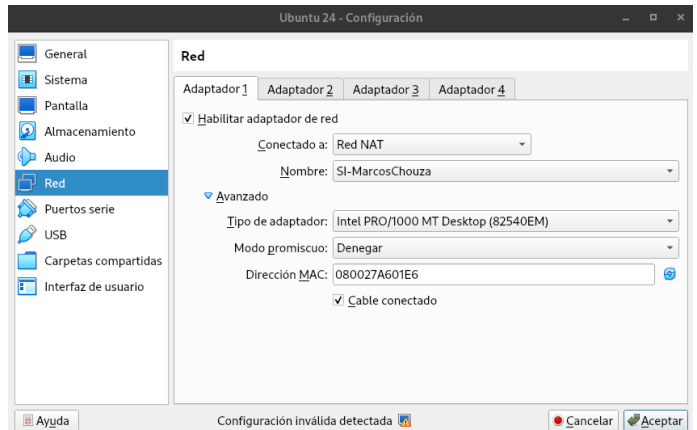 Ubuntu 24 - Configuración
General
Sistema
Pantalla
Almacenamiento
Audio
Red
Puertos serie
USB
Carpetas compartidas
Interfaz de usuario
Red
Adaptador 1 Adaptador 2 Adaptador 3 Adaptador 4
Habilitar adaptador de red
Conectado a: Red NAT
Nombre: SI-MarcosChouza
Avanzado
Tipo de adaptador: Intel PRO/1000 MT Desktop (82540EM)
Modo promiscuo: Denegar
Dirección MAC: 080027A601E6
Cable conectado
Ayuda Configuración inválida detectada Cancelar Aceptar